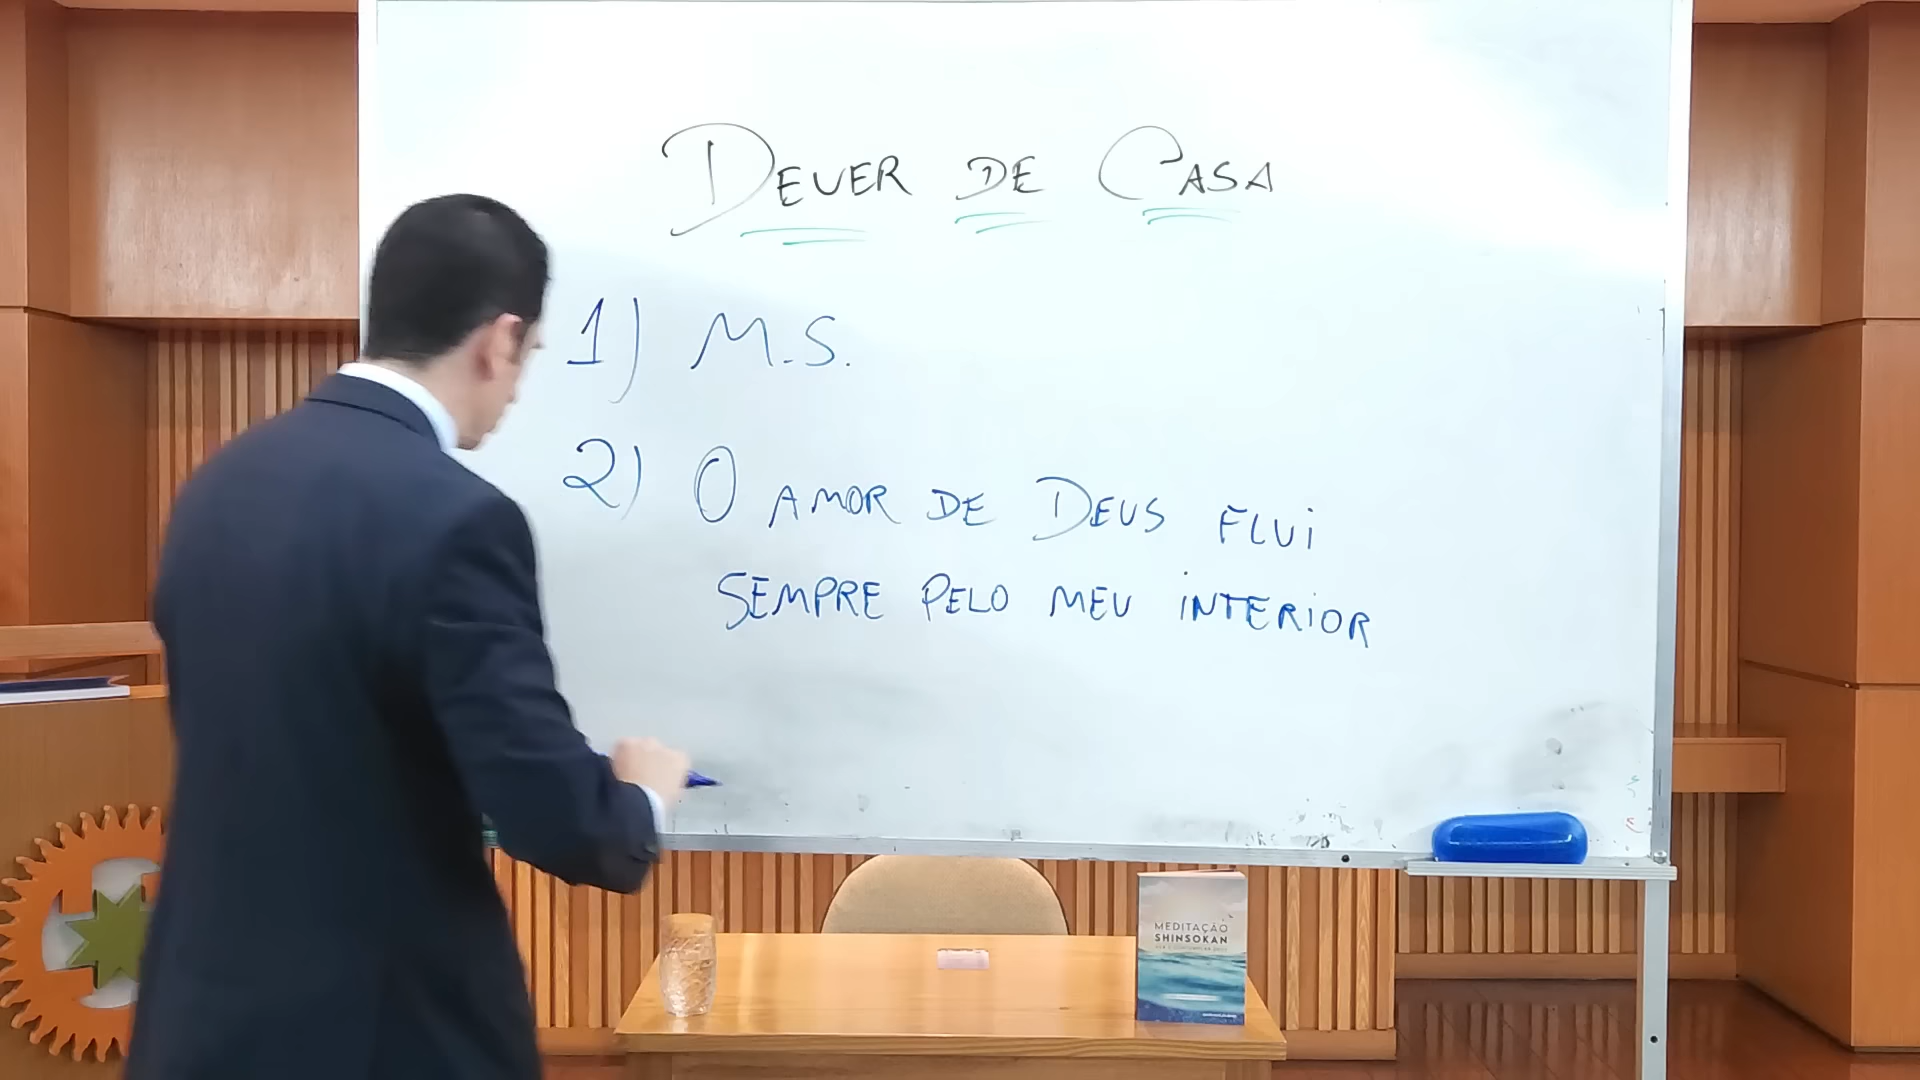 DEVER DE CASA
1) M.S.
2) O AMOR DE DEUS FLUI
SEMPRE PELO MEU INTERIOR
MEDITAÇÃO
SHINSOKAN